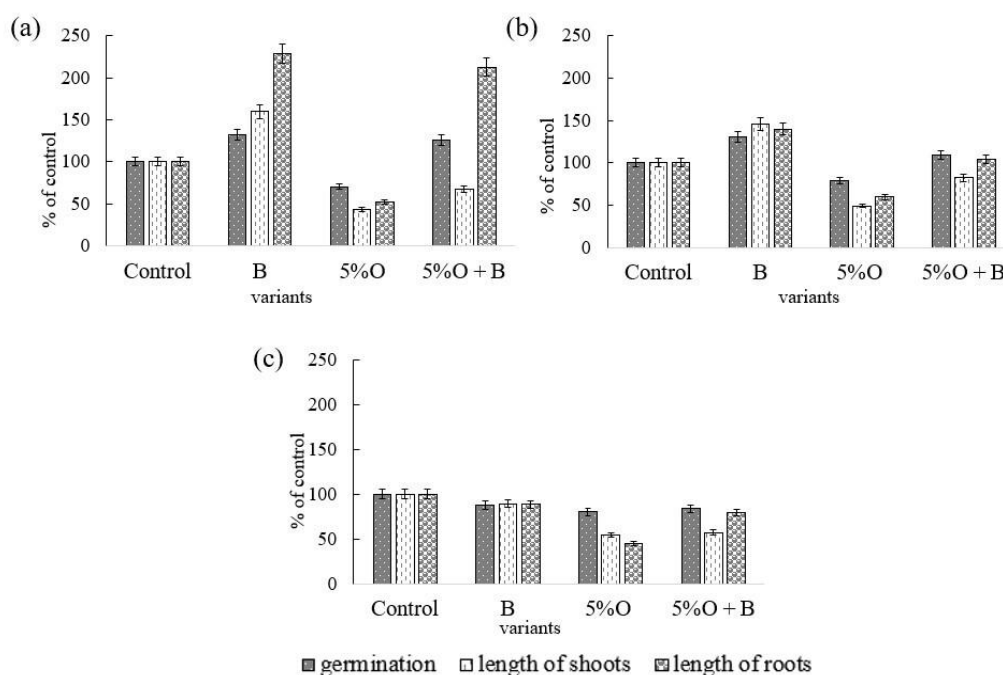 (a)
250
200
150
100
50
0
% of control
Control B 5%O 5%O + B
variants
(b)
250
200
150
100
50
0
% of control
Control B 5%O 5%O + B
variants
(c)
250
200
150
100
50
0
% of control
Control B 5%O 5%O + B
variants
germination length of shoots length of roots